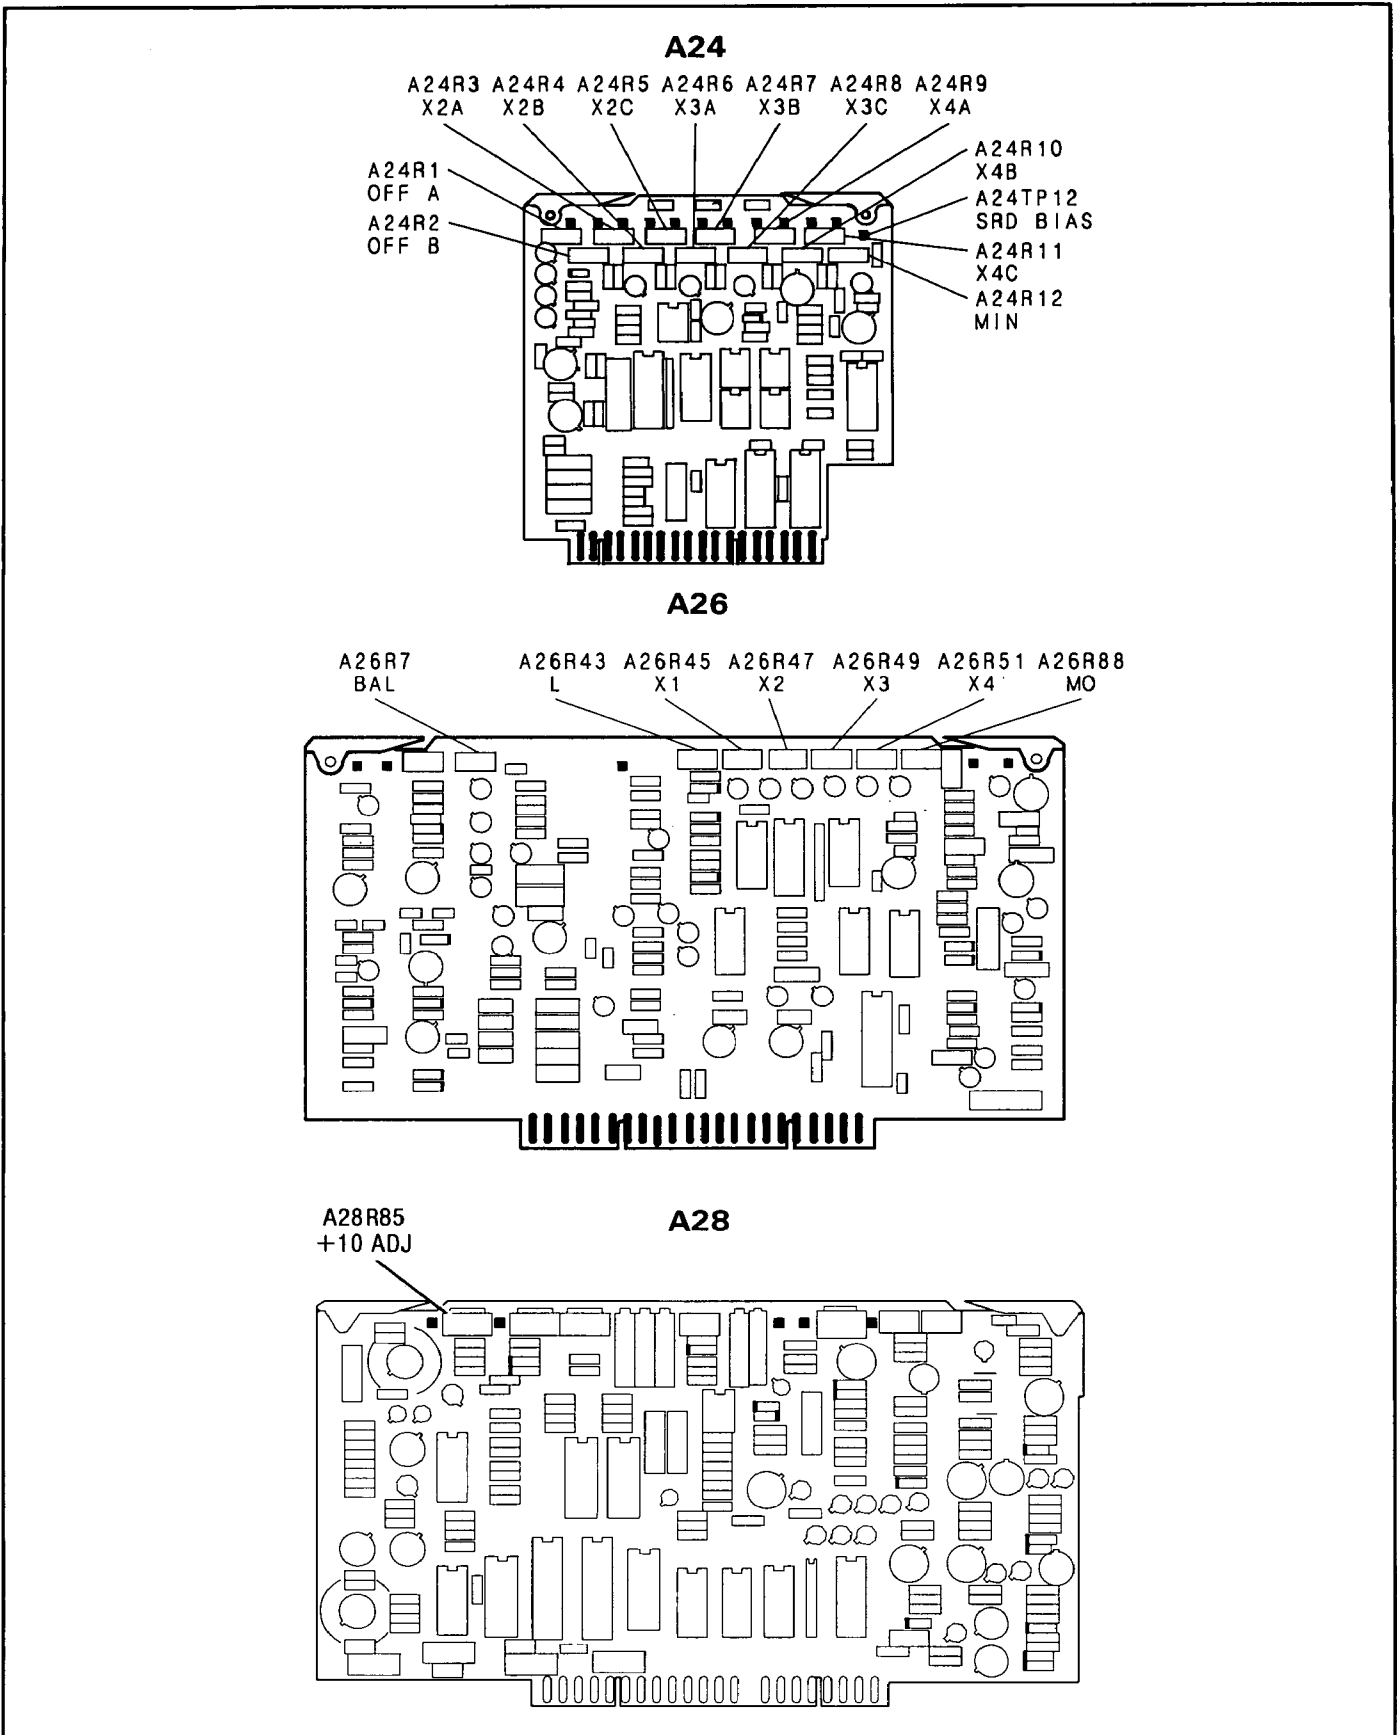 A24
A24R3 A24R4 A24R5 A24R6 A24R7 A24R8 A24R9
X2A X2B X2C X3A X3B X3C X4A
A24R1
OFF A
A24R2
OFF B
A24R10
X4B
A24TP12
SRD BIAS
A24R11
X4C
A24R12
MIN
A26
A26R7
BAL
A26R43 A26R45 A26R47 A26R49 A26R51 A26R88
L X1 X2 X3 X4 MO
A28R85
+10 ADJ
A28